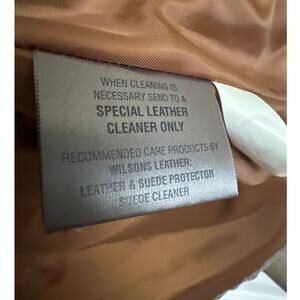 WHEN CLEANING IS
NECESSARY SEND TO A
SPECIAL LEATHER
CLEANER ONLY
RECOMMENDED CARE PRODUCTS BY
WILSONS LEATHER:
LEATHER & SUEDE PROTECTOR
SUEDE CLEANER